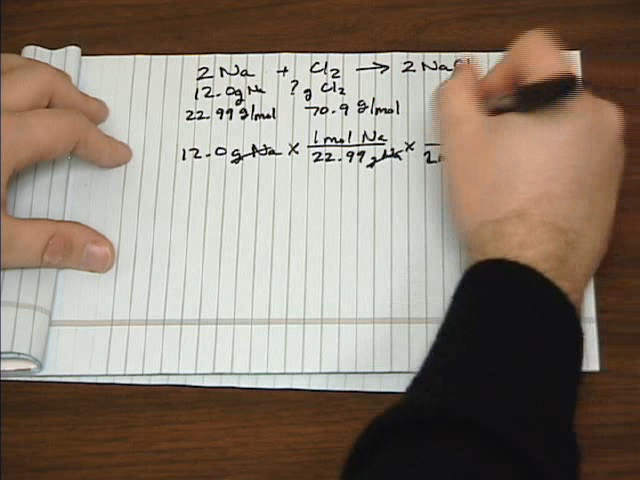 2 Na + Cl2 → 2 Na
12.0g Na ? g Cl2
22.99 g/mol 70.9 g/mol
12.0 g Na × 1 mol Na / 22.99 g Na ×